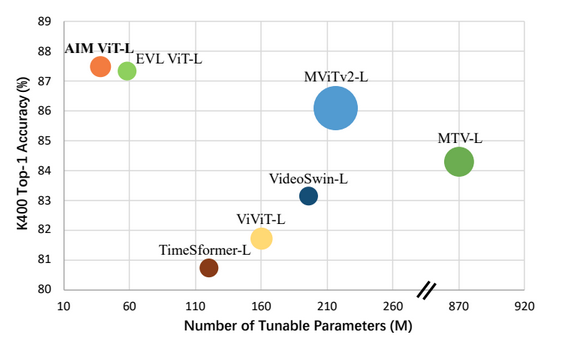 89
88
87
86
85
84
83
82
81
80
K400 Top-1 Accuracy (%)
AIM ViT-L
EVL ViT-L
MViTv2-L
MTV-L
VideoSwin-L
ViViT-L
TimeSformer-L
10 60 110 160 210 260 870 920
Number of Tunable Parameters (M)